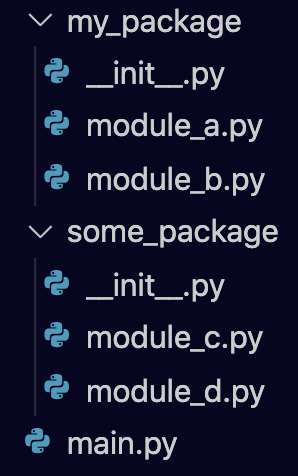 my_package
__init__.py
module_a.py
module_b.py
some_package
__init__.py
module_c.py
module_d.py
main.py